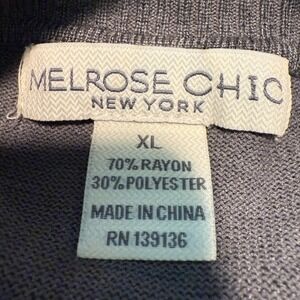 MELROSE CHIC
NEW YORK
XL
70% RAYON
30% POLYESTER
MADE IN CHINA
RN 139136